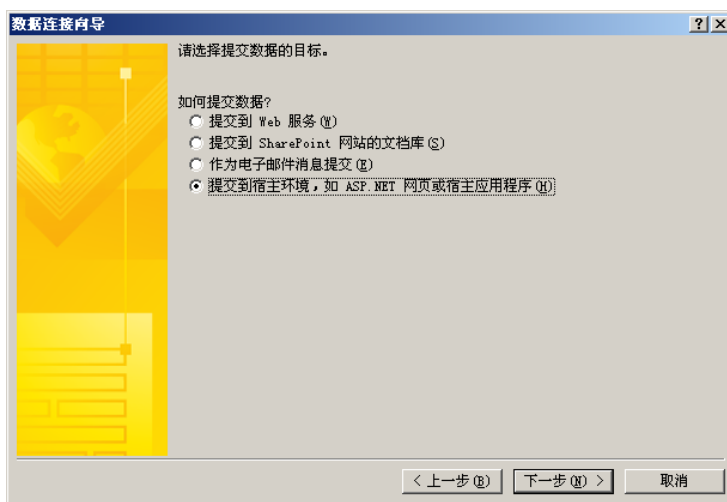 数据连接向导
请选择提交数据的目标。
如何提交数据?
提交到 Web 服务(W)
提交到 SharePoint 网站的文档库(S)
作为电子邮件消息提交(E)
提交到宿主环境，如 ASP.NET 网页或宿主应用程序(H)
< 上一步(B) 下一步(N) > 取消